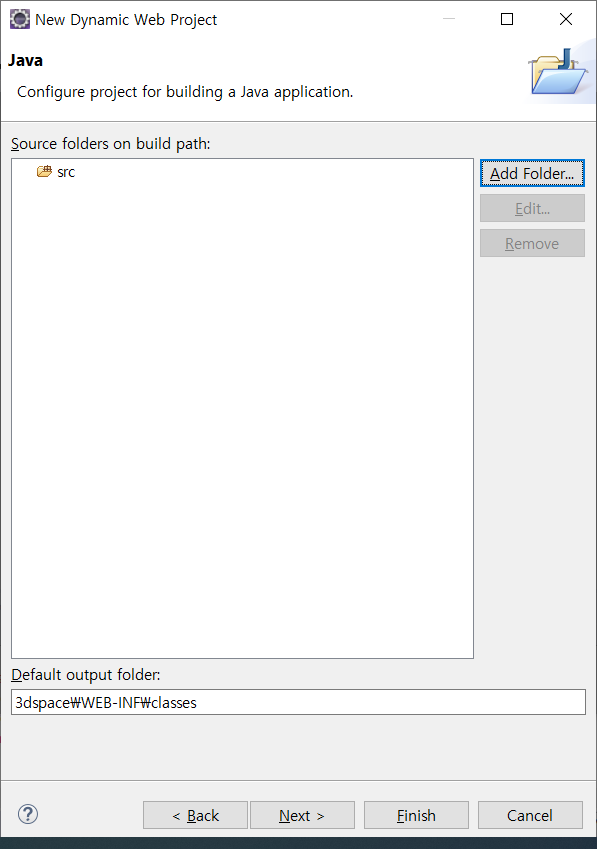 New Dynamic Web Project
Java
Configure project for building a Java application.
Source folders on build path:
src
Add Folder...
Edit...
Remove
Default output folder:
3dspace₩WEB-INF₩classes
?
< Back
Next >
Finish
Cancel